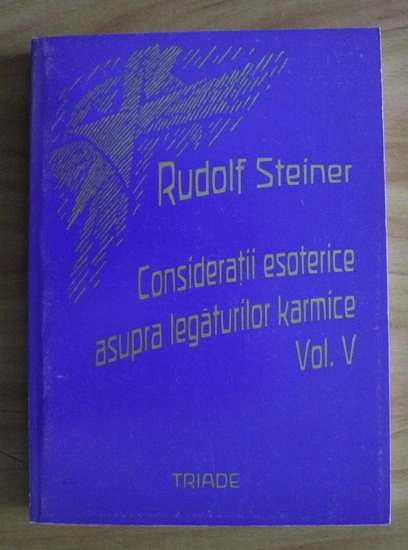 Rudolf Steiner
Considerații esoterice
asupra legăturilor karmice
Vol. V
TRIADE